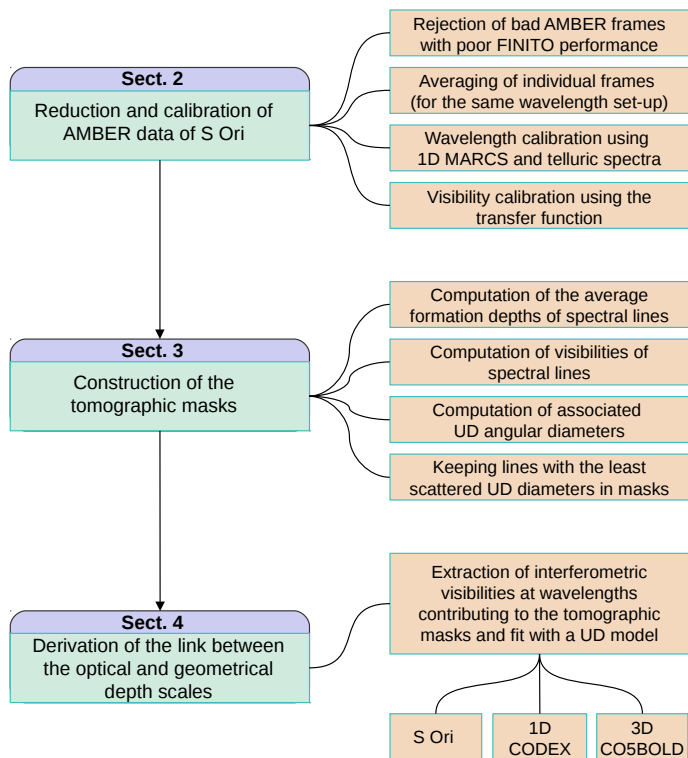 Sect. 2
Reduction and calibration of
AMBER data of S Ori
Rejection of bad AMBER frames
with poor FINITO performance
Averaging of individual frames
(for the same wavelength set-up)
Wavelength calibration using
1D MARCS and telluric spectra
Visibility calibration using the
transfer function
Sect. 3
Construction of the
tomographic masks
Computation of the average
formation depths of spectral lines
Computation of visibilities of
spectral lines
Computation of associated
UD angular diameters
Keeping lines with the least
scattered UD diameters in masks
Sect. 4
Derivation of the link between
the optical and geometrical
depth scales
Extraction of interferometric
visibilities at wavelengths
contributing to the tomographic
masks and fit with a UD model
S Ori
1D
CODEX
3D
CO5BOLD